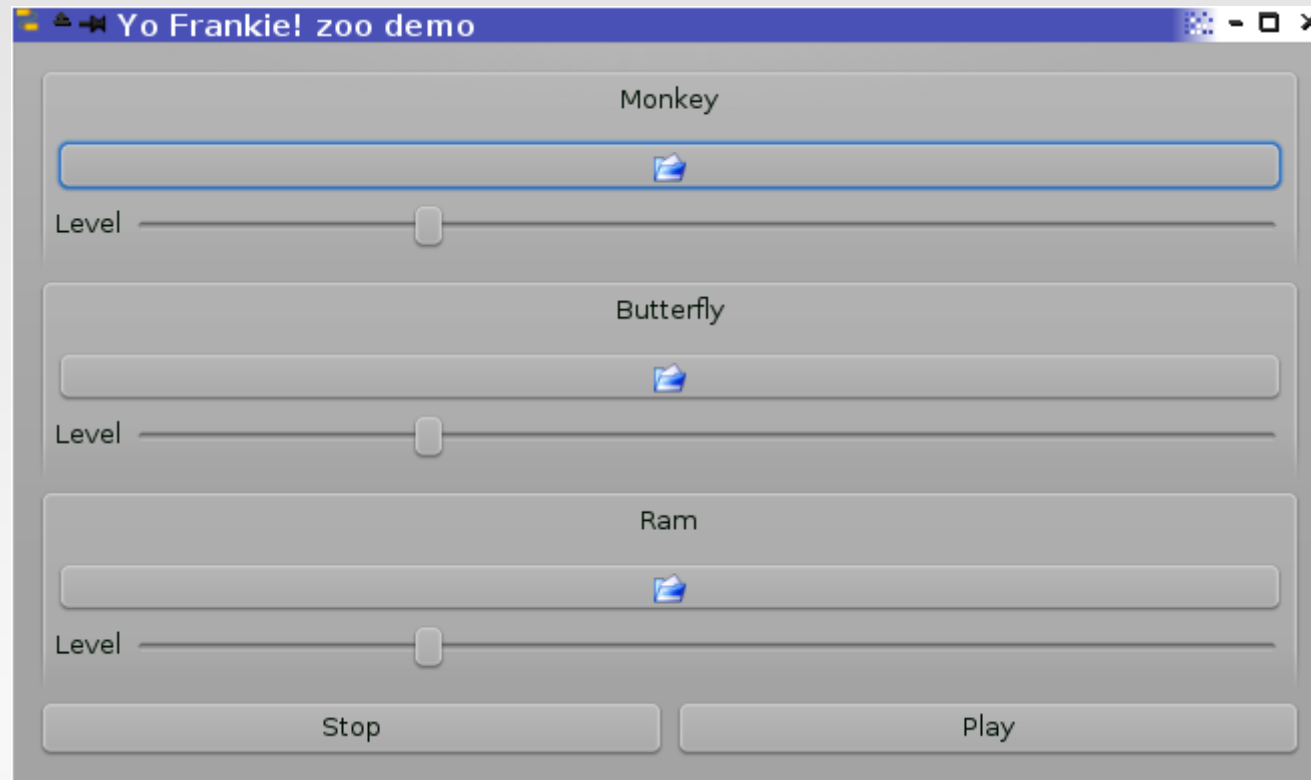 Yo Frankie! zoo demo
Monkey
Level
Butterfly
Level
Ram
Level
Stop
Play